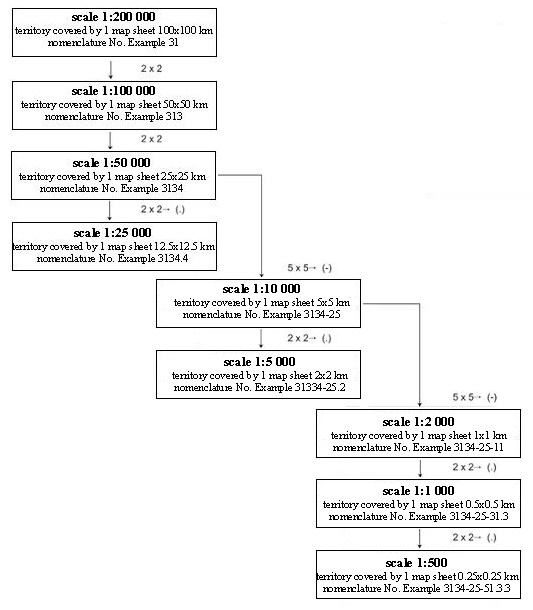 scale 1:200 000
territory covered by 1 map sheet 100x100 km
nomenclature No. Example 31
2 x 2
scale 1:100 000
territory covered by 1 map sheet 50x50 km
nomenclature No. Example 313
2 x 2
scale 1:50 000
territory covered by 1 map sheet 25x25 km
nomenclature No. Example 3134
2 x 2→ (.)
scale 1:25 000
territory covered by 1 map sheet 12.5x12.5 km
nomenclature No. Example 3134.4
5 x 5→ (-)
scale 1:10 000
territory covered by 1 map sheet 5x5 km
nomenclature No. Example 3134-25
2 x 2→ (.)
scale 1:5 000
territory covered by 1 map sheet 2x2 km
nomenclature No. Example 31334-25.2
5 x 5→ (-)
scale 1:2 000
territory covered by 1 map sheet 1x1 km
nomenclature No. Example 3134-25-11
2 x 2→ (.)
scale 1:1 000
territory covered by 1 map sheet 0.5x0.5 km
nomenclature No. Example 3134-25-31.3
2 x 2→ (.)
scale 1:500
territory covered by 1 map sheet 0.25x0.25 km
nomenclature No. Example 3134-25-51.3.3